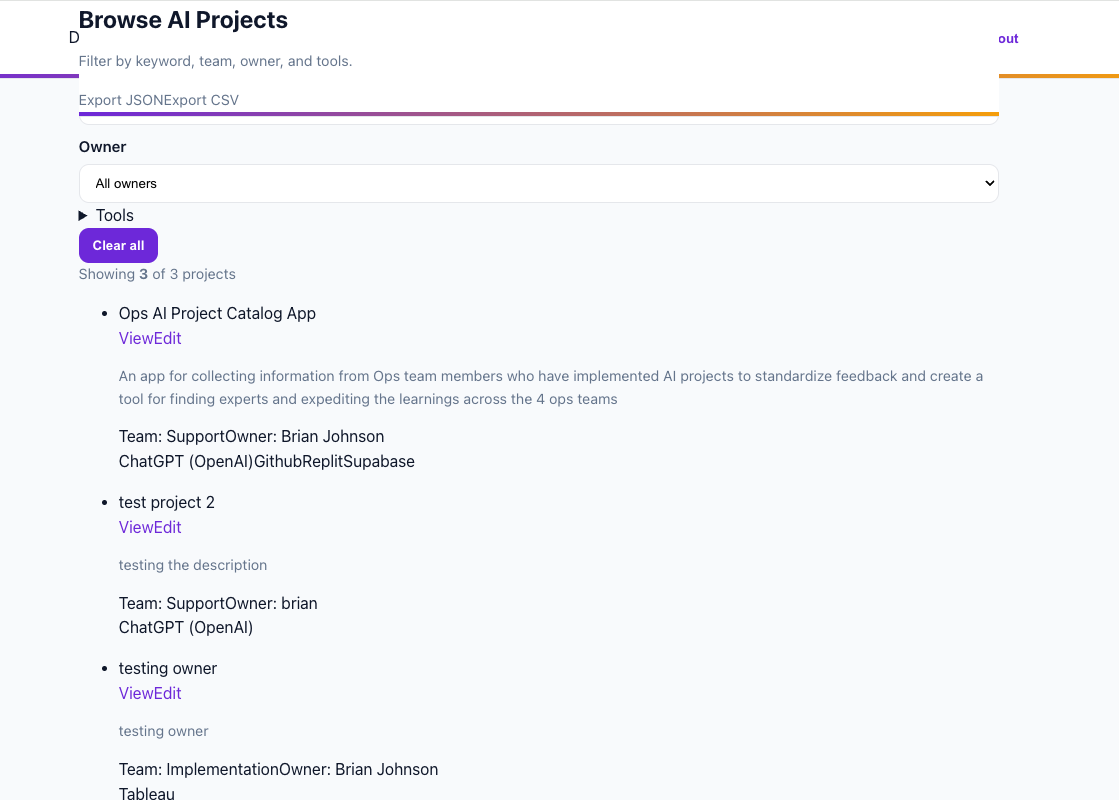 Browse AI Projects
D
out
Filter by keyword, team, owner, and tools.
Export JSONExport CSV
Owner
All owners
Tools
Clear all
Showing 3 of 3 projects
Ops AI Project Catalog App
ViewEdit
An app for collecting information from Ops team members who have implemented AI projects to standardize feedback and create a
tool for finding experts and expediting the learnings across the 4 ops teams
Team: SupportOwner: Brian Johnson
ChatGPT (OpenAI)GithubReplitSupabase
test project 2
ViewEdit
testing the description
Team: SupportOwner: brian
ChatGPT (OpenAI)
testing owner
ViewEdit
testing owner
Team: ImplementationOwner: Brian Johnson
Tableau